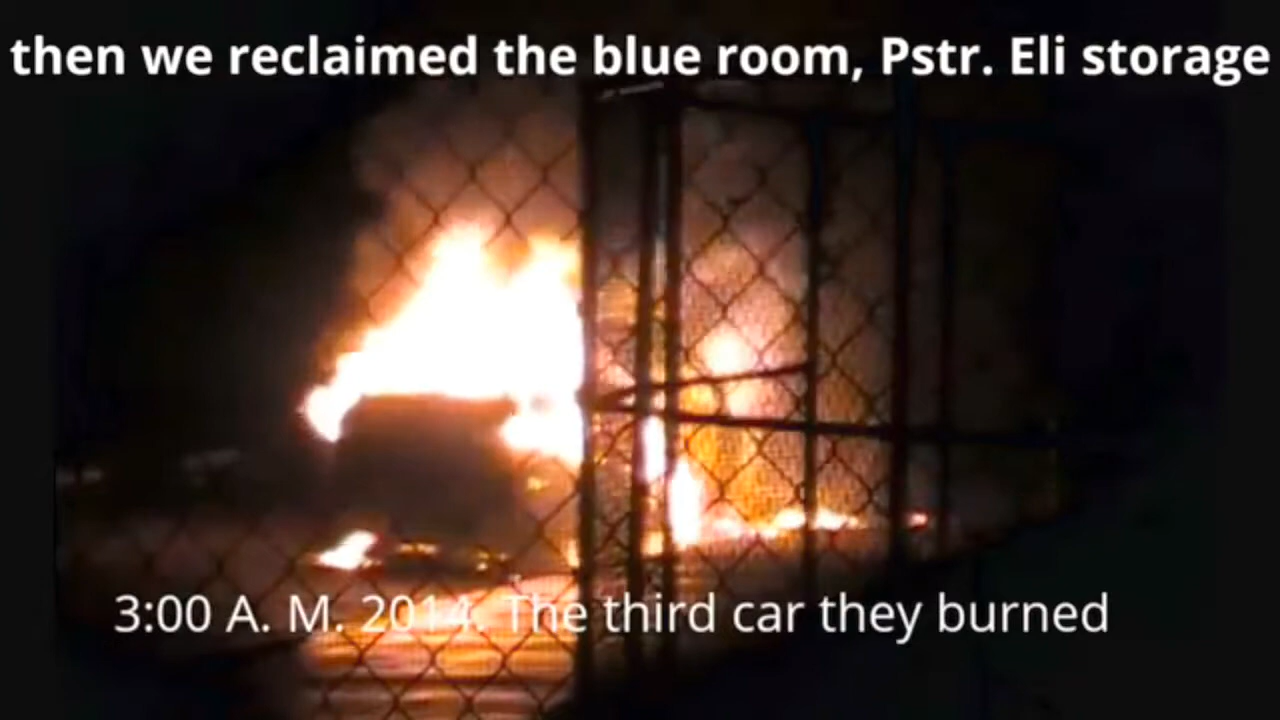 then we reclaimed the blue room, Pstr. Eli storage
3:00 A. M. 2014. The third car they burned